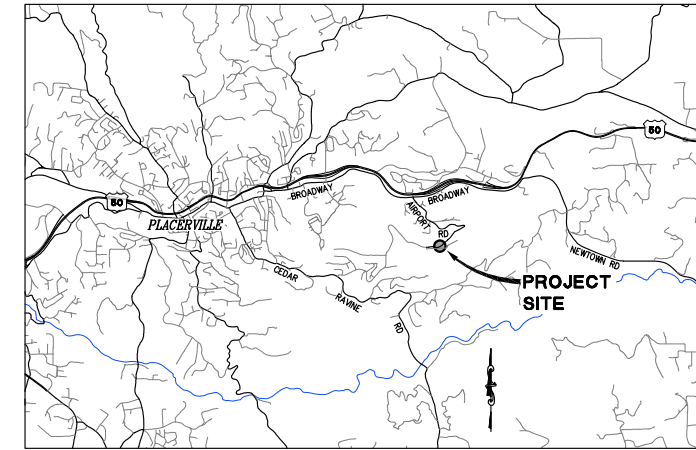 50
50
BROADWAY
BROADWAY
AIRPORT
RD
PLACERVILLE
NEWTOWN RD
CEDAR
RAVINE
RD
PROJECT
SITE